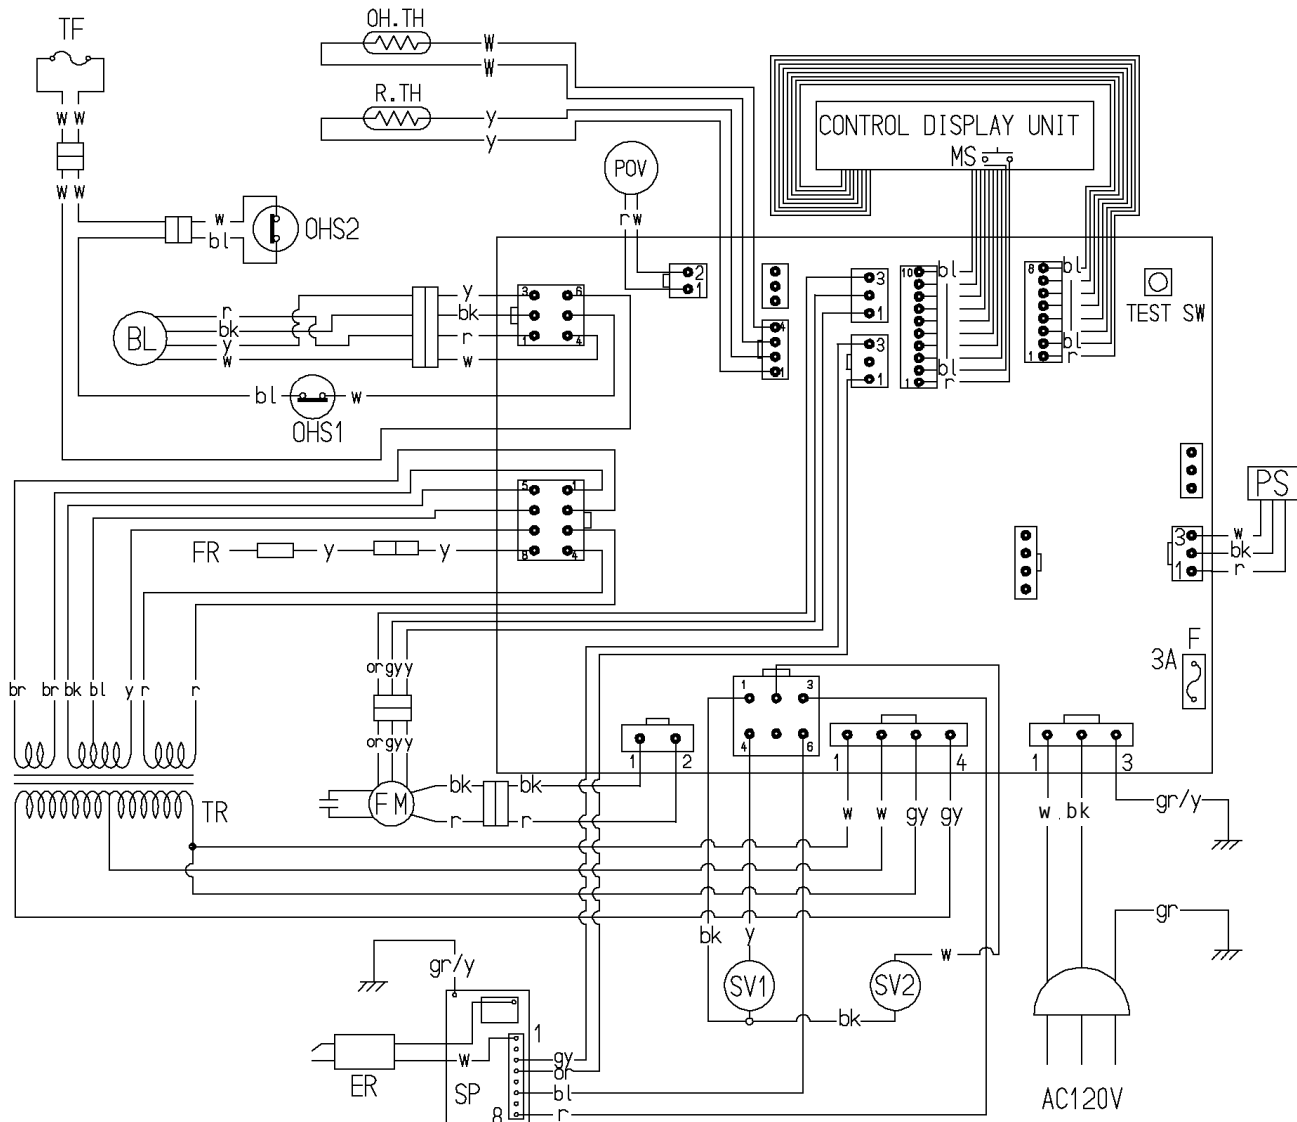 TF
OH.TH
W
W
R.TH
y
y
CONTROL DISPLAY UNIT
MS
POV
r w
W W
W W
w
bl
OHS2
2
1
3
1
4
1
3
1
10
bl
bl
r
1
8
bl
bl
r
1
TEST SW
BL
r
bk
y
w
y
bk
r
w
3 6
1 4
bl
w
OHS1
5 1
8 4
FR
y
y
PS
3
1
w
bk
r
F
3A
br br bk bl y r r
TR
or gy y
or gy y
FM
bk
r
bk
r
1 2
1 3
4 6
1 4
1 3
w w gy gy
w bk
gr/y
gr
bk y
SV1
SV2
w
bk
gr/y
ER
w
SP
1
8
gy
or
bl
r
AC120V